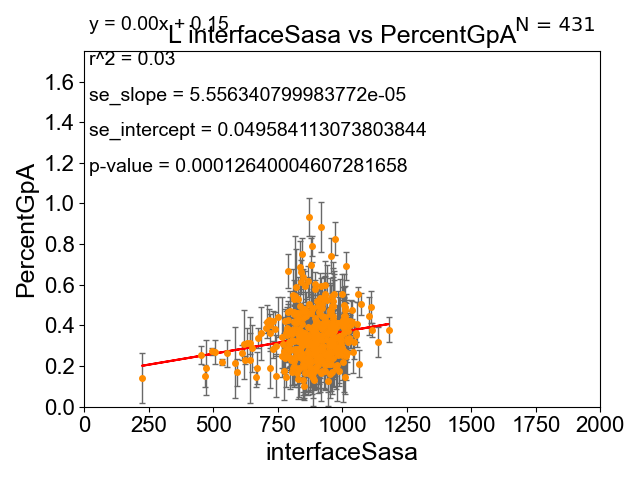 y = 0.00x + 0.15
L interfaceSasa vs PercentGpA
N = 431
r^2 = 0.03
se_slope = 5.556340799983772e-05
se_intercept = 0.049584113073803844
p-value = 0.00012640004607281658
PercentGpA
1.6
1.4
1.2
1.0
0.8
0.6
0.4
0.2
0.0
0 250 500 750 1000 1250 1500 1750 2000
interfaceSasa